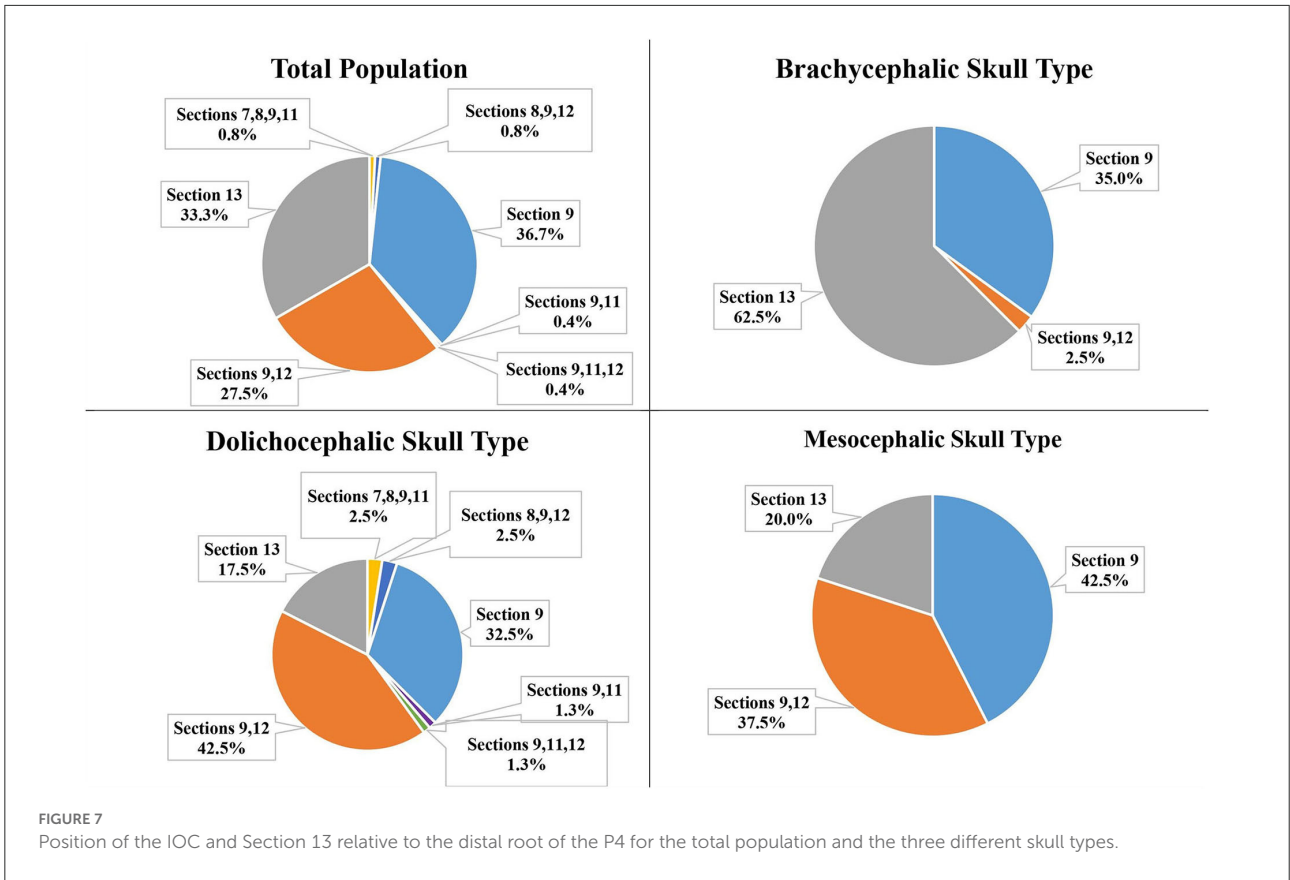 Total Population
Sections 7,8,9,11
0.8%
Sections 8,9,12
0.8%
Section 13
33.3%
Section 9
36.7%
Sections 9,11
0.4%
Sections 9,11,12
0.4%
Sections 9,12
27.5%
Brachycephalic Skull Type
Section 9
35.0%
Section 13
62.5%
Sections 9,12
2.5%
Dolichocephalic Skull Type
Sections 7,8,9,11
2.5%
Sections 8,9,12
2.5%
Section 13
17.5%
Section 9
32.5%
Sections 9,11
1.3%
Sections 9,11,12
1.3%
Sections 9,12
42.5%
Mesocephalic Skull Type
Section 13
20.0%
Section 9
42.5%
Sections 9,12
37.5%
FIGURE 7
Position of the IOC and Section 13 relative to the distal root of the P4 for the total population and the three different skull types.